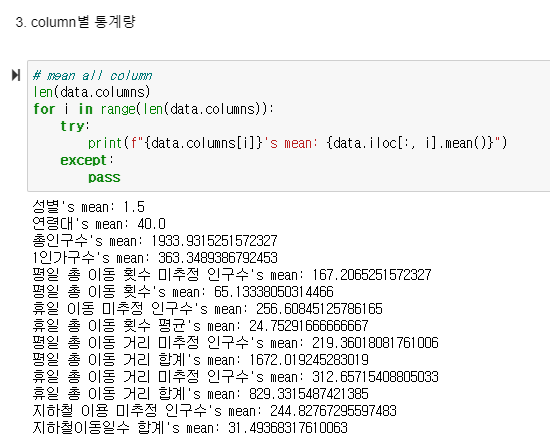 3. column별 통계량
# mean all column
len(data.columns)
for i in range(len(data.columns)):
    try:
        print(f"{data.columns[i]}'s mean: {data.iloc[:, i].mean()}")
    except:
        pass
성별's mean: 1.5
연령대's mean: 40.0
총인구수's mean: 1933.9315251572327
1인가구수's mean: 363.3489386792453
평일 총 이동 횟수 미추정 인구수's mean: 167.2065251572327
평일 총 이동 횟수's mean: 65.13338050314466
휴일 이동 미추정 인구수's mean: 256.60845125786165
휴일 총 이동 횟수 평균's mean: 24.75291666666667
평일 총 이동 거리 미추정 인구수's mean: 219.36018081761006
평일 총 이동 거리 합계's mean: 1672.019245283019
휴일 총 이동 거리 미추정 인구수's mean: 312.65715408805033
휴일 총 이동 거리 합계's mean: 829.3315487421385
지하철 이용 미추정 인구수's mean: 244.82767295597483
지하철이동일수 합계's mean: 31.49368317610063